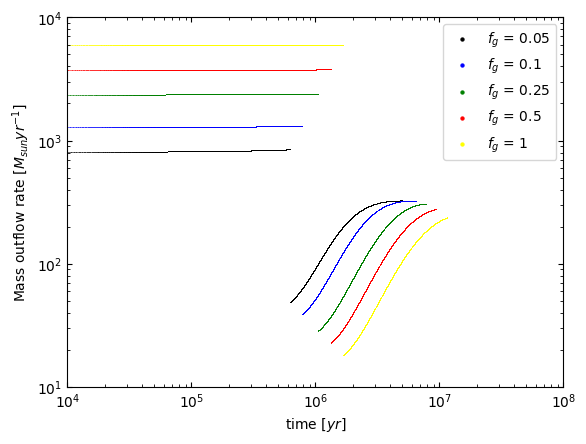 10^4
10^3
10^2
10^1
Mass outflow rate [M_{sun}yr^{-1}]
f_g = 0.05
f_g = 0.1
f_g = 0.25
f_g = 0.5
f_g = 1
10^4 10^5 10^6 10^7 10^8
time [yr]